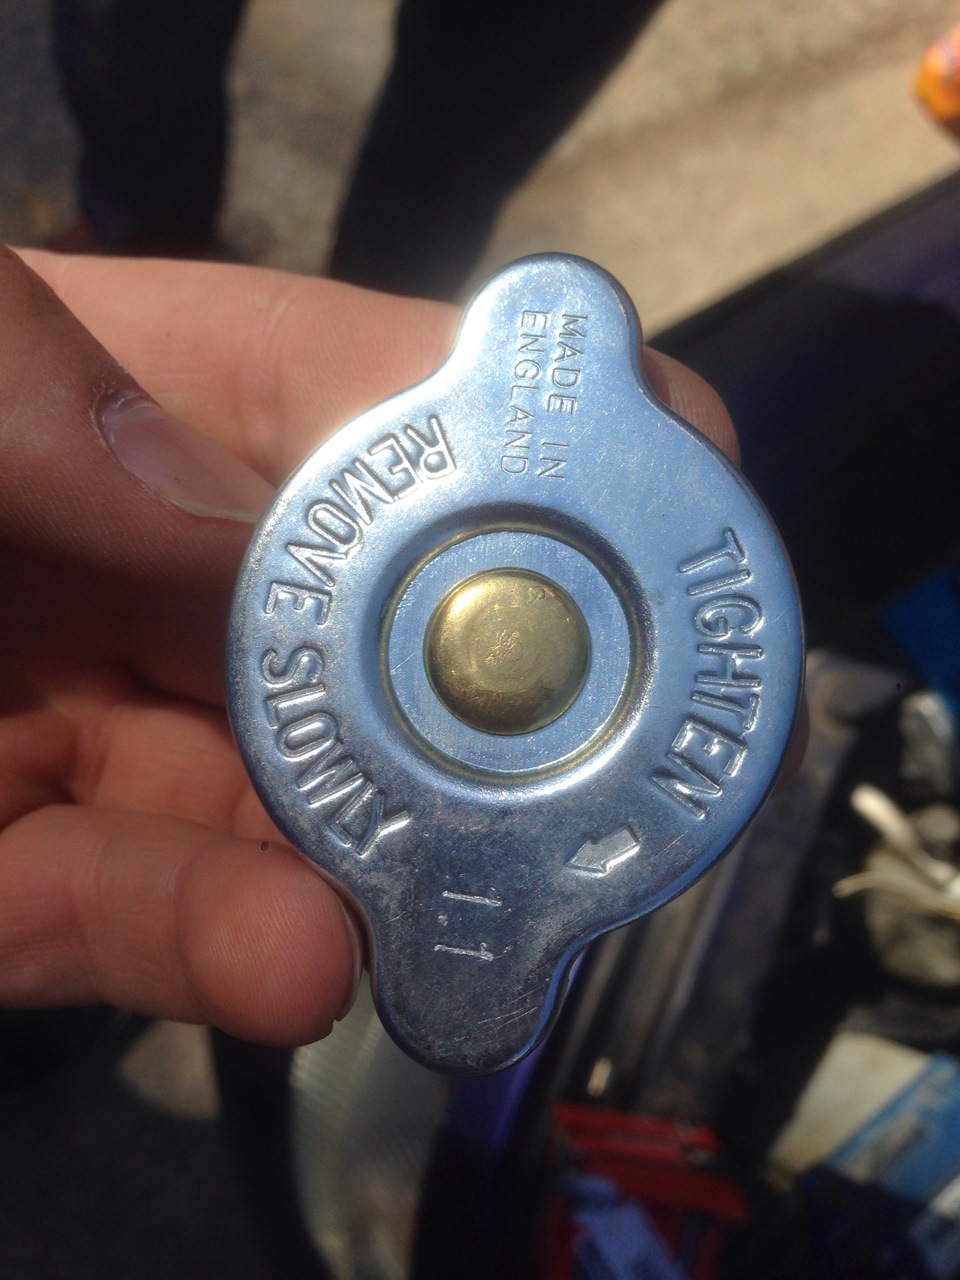 MADE IN
ENGLAND
REMOVE SLOWLY
TIGHTEN
1.1